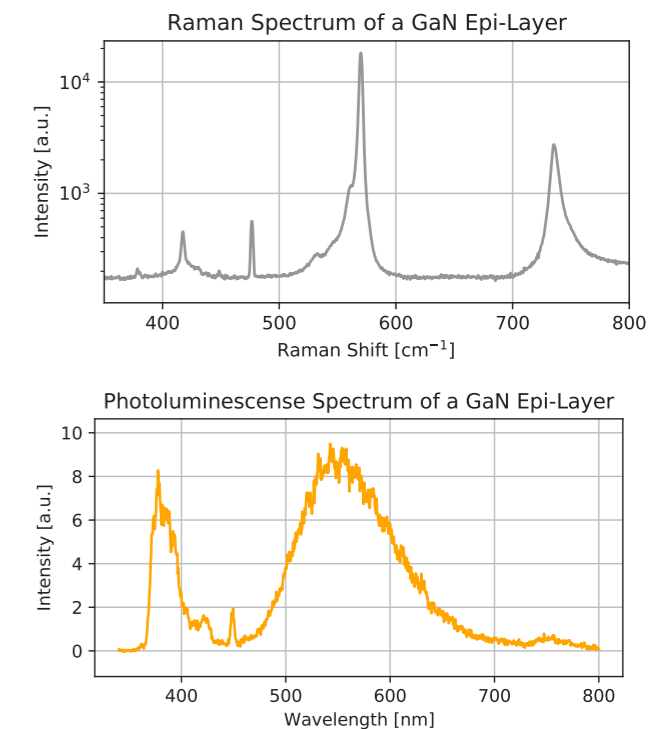 Raman Spectrum of a GaN Epi-Layer
10⁴
10³
Intensity [a.u.]
400 500 600 700 800
Raman Shift [cm⁻¹]
Photoluminescense Spectrum of a GaN Epi-Layer
10
8
6
4
2
0
Intensity [a.u.]
400 500 600 700 800
Wavelength [nm]